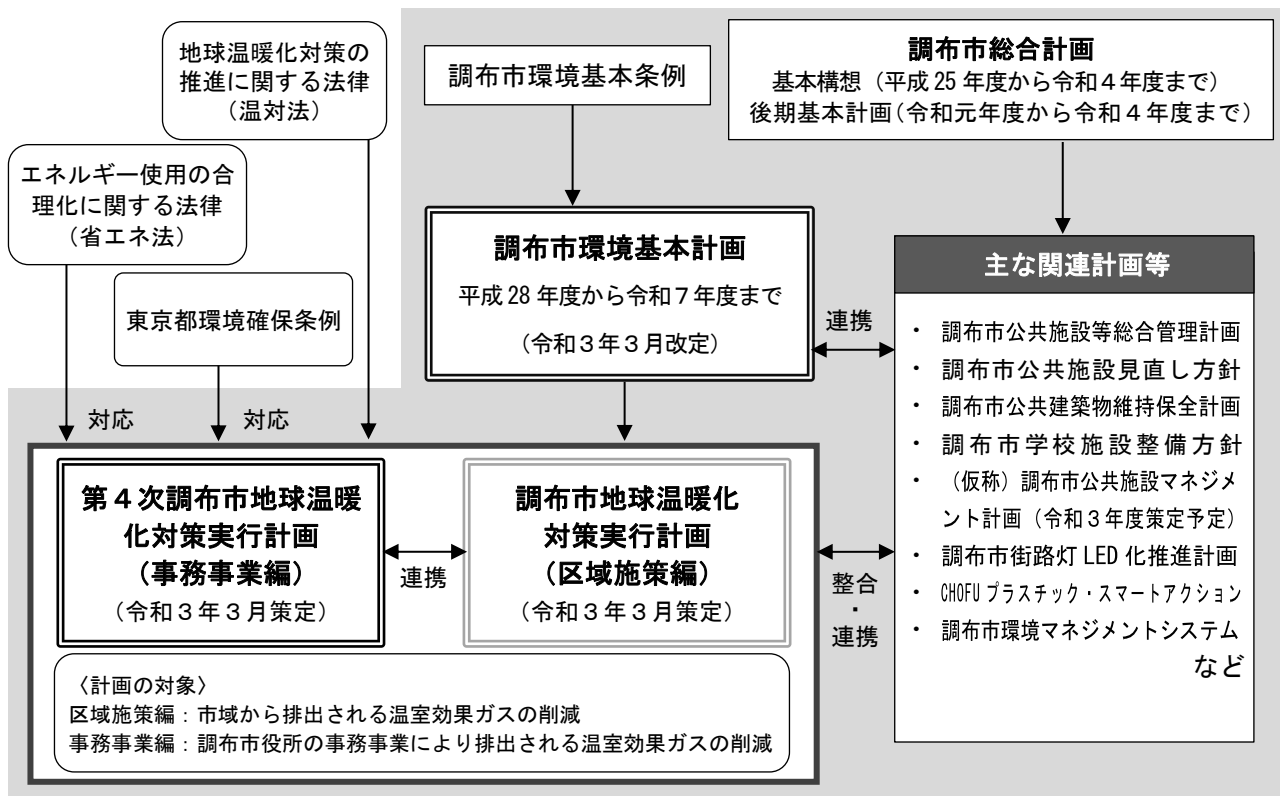 地球温暖化対策の
推進に関する法律
（温対法）
調布市環境基本条例
調布市総合計画
基本構想（平成25年度から令和４年度まで）
後期基本計画（令和元年度から令和４年度まで）
エネルギー使用の合
理化に関する法律
（省エネ法）
東京都環境確保条例
調布市環境基本計画
平成28年度から令和７年度まで
（令和３年３月改定）
連携
主な関連計画等
・ 調布市公共施設等総合管理計画
・ 調布市公共施設見直し方針
・ 調布市公共建築物維持保全計画
・ 調布市学校施設整備方針
・ （仮称）調布市公共施設マネジメ
ント計画（令和３年度策定予定）
・ 調布市街路灯LED化推進計画
・ CHOFUプラスチック・スマートアクション
・ 調布市環境マネジメントシステム
など
対応
対応
第４次調布市地球温暖
化対策実行計画
（事務事業編）
（令和３年３月策定）
連携
調布市地球温暖化
対策実行計画
（区域施策編）
（令和３年３月策定）
整合
・
連携
〈計画の対象〉
区域施策編：市域から排出される温室効果ガスの削減
事務事業編：調布市役所の事務事業により排出される温室効果ガスの削減